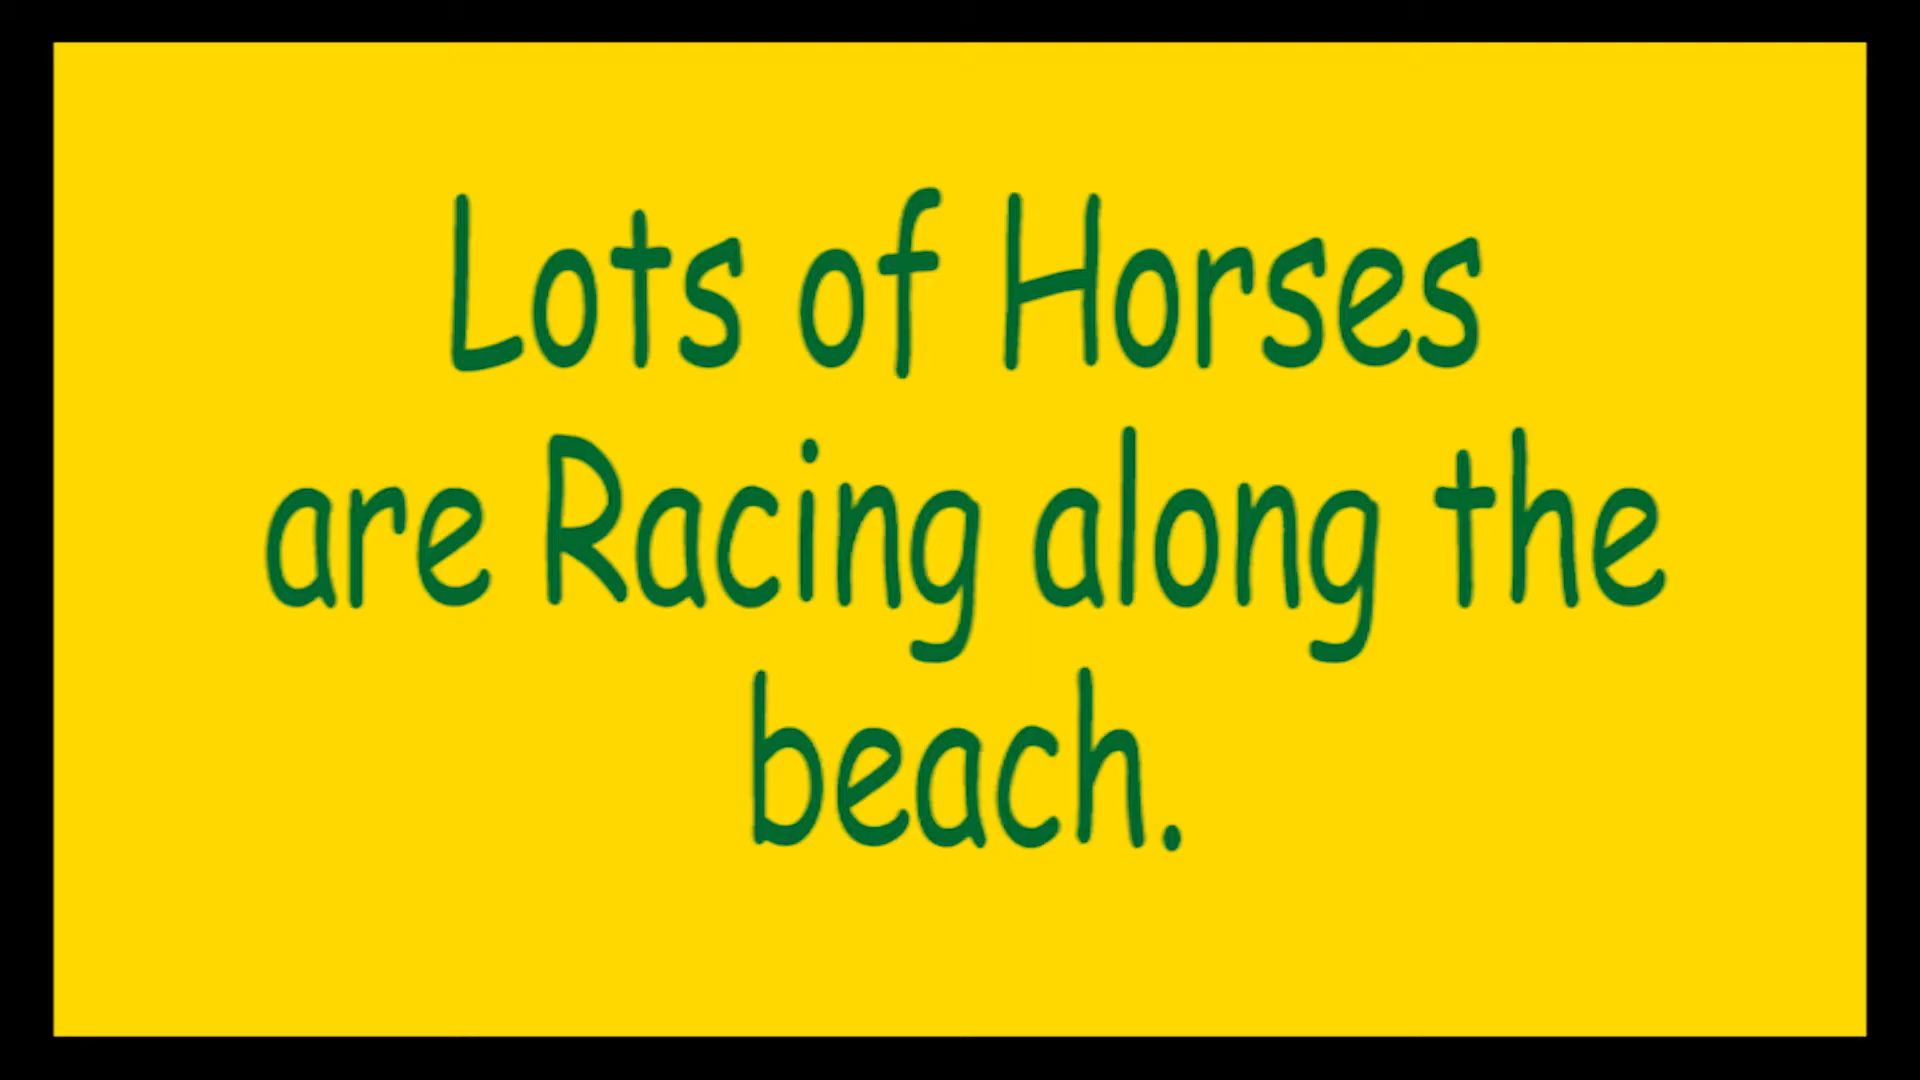 Lots of Horses
are Racing along the
beach.